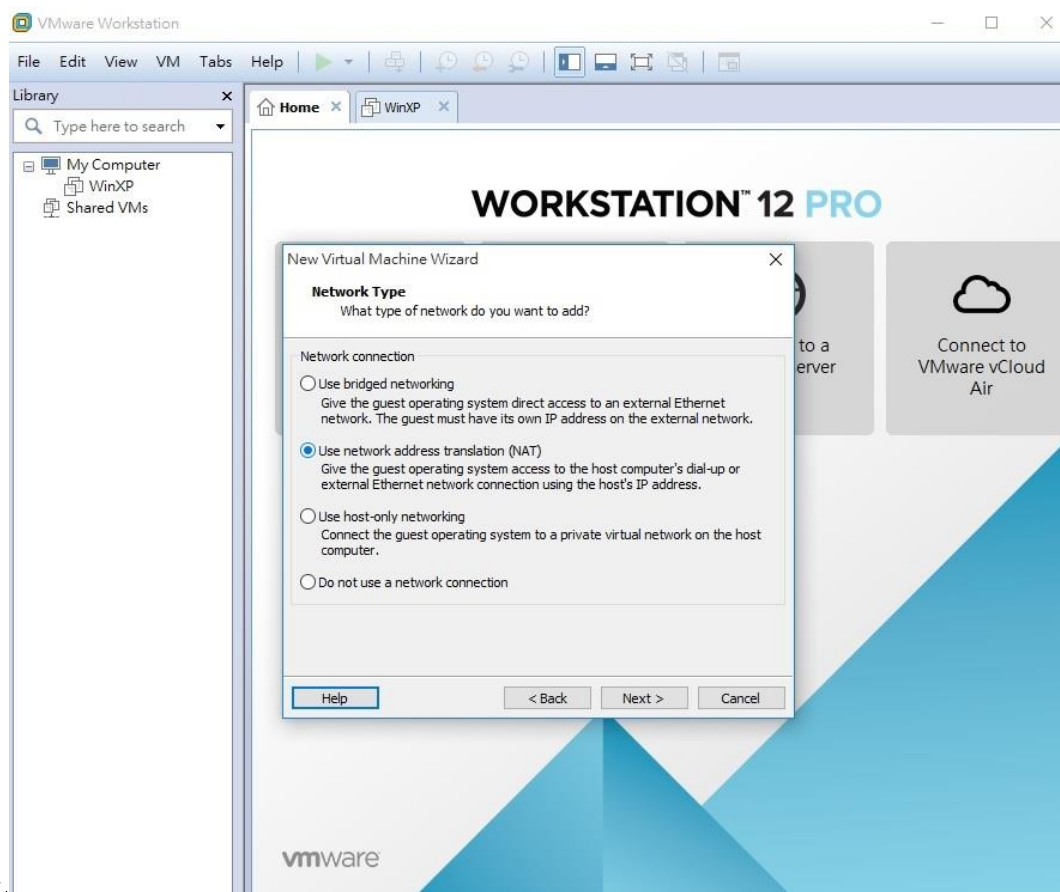 VMware Workstation
File Edit View VM Tabs Help
Library
Type here to search
My Computer
WinXP
Shared VMs
Home
WinXP
WORKSTATION™ 12 PRO
New Virtual Machine Wizard
Network Type
What type of network do you want to add?
Network connection
Use bridged networking
Give the guest operating system direct access to an external Ethernet
network. The guest must have its own IP address on the external network.
Use network address translation (NAT)
Give the guest operating system access to the host computer's dial-up or
external Ethernet network connection using the host's IP address.
Use host-only networking
Connect the guest operating system to a private virtual network on the host
computer.
Do not use a network connection
Help
< Back
Next >
Cancel
to a
erver
Connect to
VMware vCloud
Air
vmware